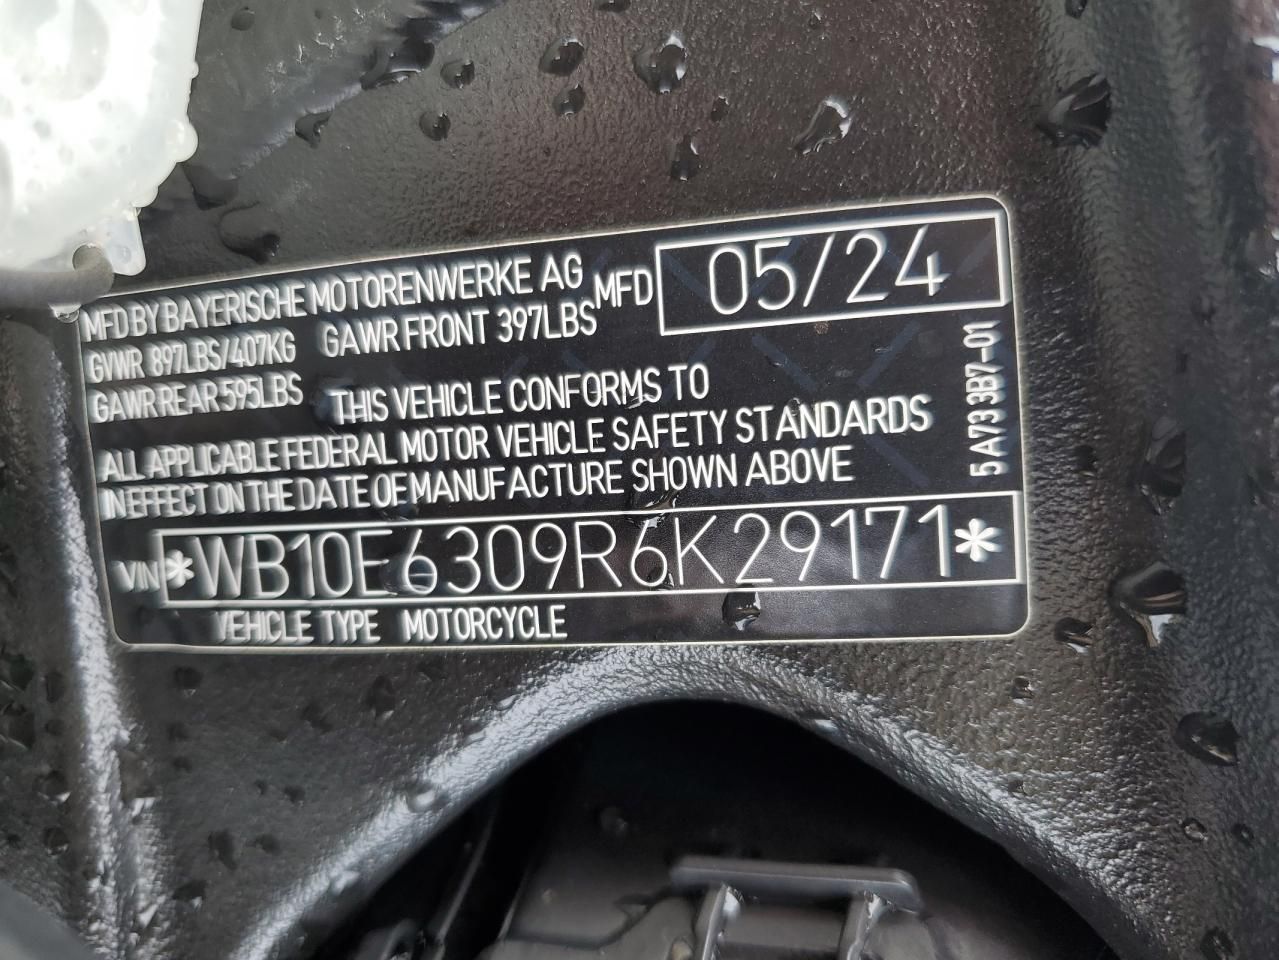 MFD BY BAYERISCHE MOTORENWERKE AG MFD 05/24
GVWR 897LBS/407KG GAWR FRONT 397LBS
GAWR REAR 595LBS THIS VEHICLE CONFORMS TO
ALL APPLICABLE FEDERAL MOTOR VEHICLE SAFETY STANDARDS
IN EFFECT ON THE DATE OF MANUFACTURE SHOWN ABOVE
VIN *WB10E6309R6K29171*
VEHICLE TYPE MOTORCYCLE
5 A73 3B7-01